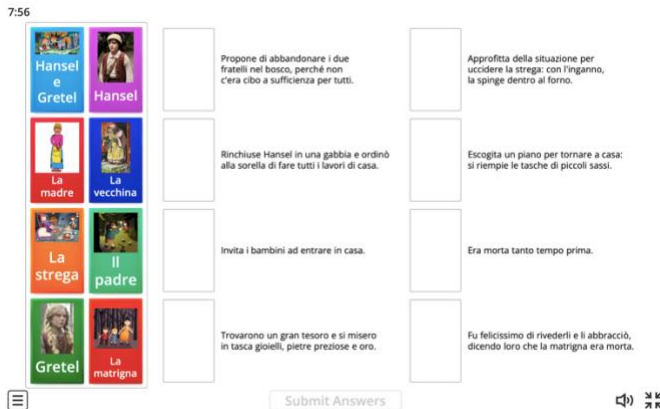 7:56
Hansel
e
Gretel
Hansel
La
madre
La
vecchina
La
strega
Il
padre
Gretel
La
matrigna
Propone di abbandonare i due
fratelli nel bosco, perché non
c'era cibo a sufficienza per tutti.
Approfitta della situazione per
uccidere la strega: con l'inganno,
la spinge dentro al forno.
Rinchiuse Hansel in una gabbia e ordinò
alla sorella di fare tutti i lavori di casa.
Escogita un piano per tornare a casa:
si riempie le tasche di piccoli sassi.
Invita i bambini ad entrare in casa.
Era morta tanto tempo prima.
Trovarono un gran tesoro e si misero
in tasca gioielli, pietre preziose e oro.
Fu felicissimo di rivederli e li abbracciò,
dicendo loro che la matrigna era morta.
Submit Answers